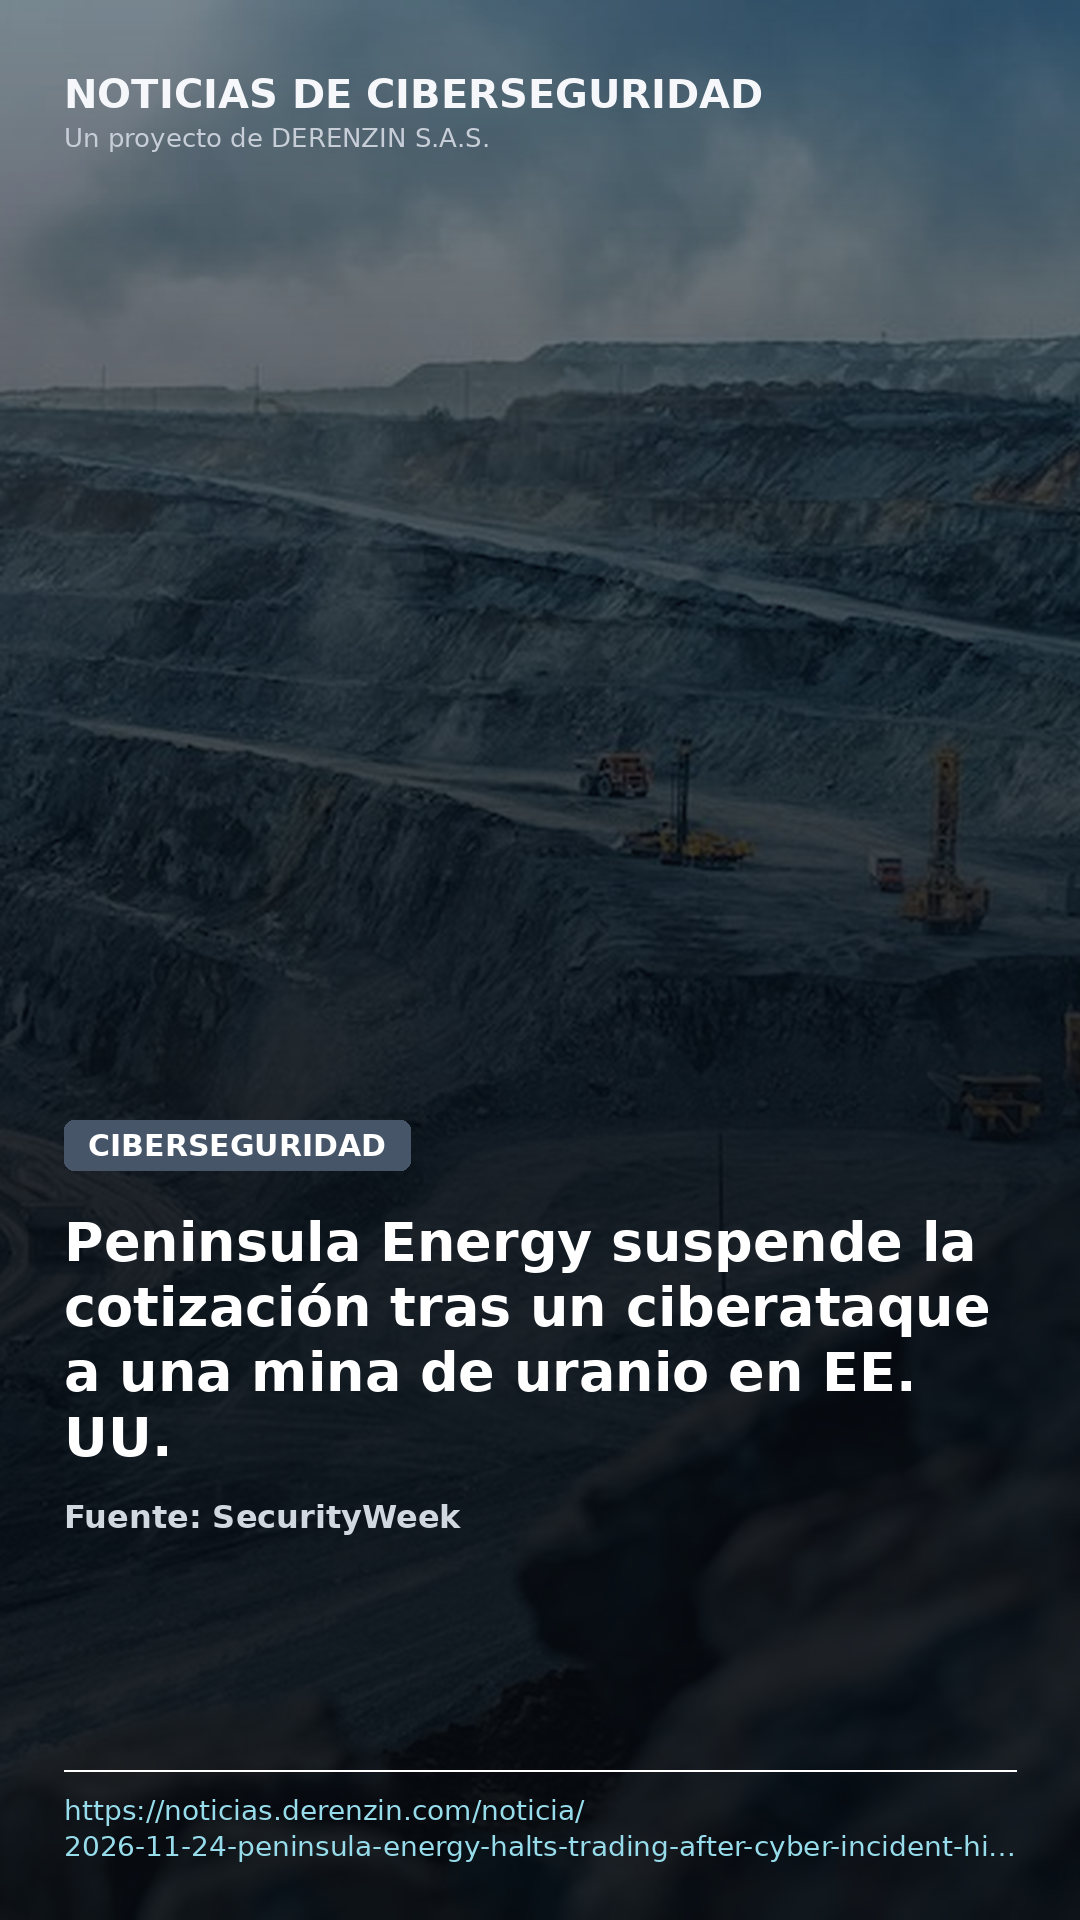 NOTICIAS DE CIBERSEGURIDAD
Un proyecto de DERENZIN S.A.S.
CIBERSEGURIDAD
Peninsula Energy suspende la
cotización tras un ciberataque
a una mina de uranio en EE.
UU.
Fuente: SecurityWeek
https://noticias.derenzin.com/noticia/
2026-11-24-peninsula-energy-halts-trading-after-cyber-incident-hi…